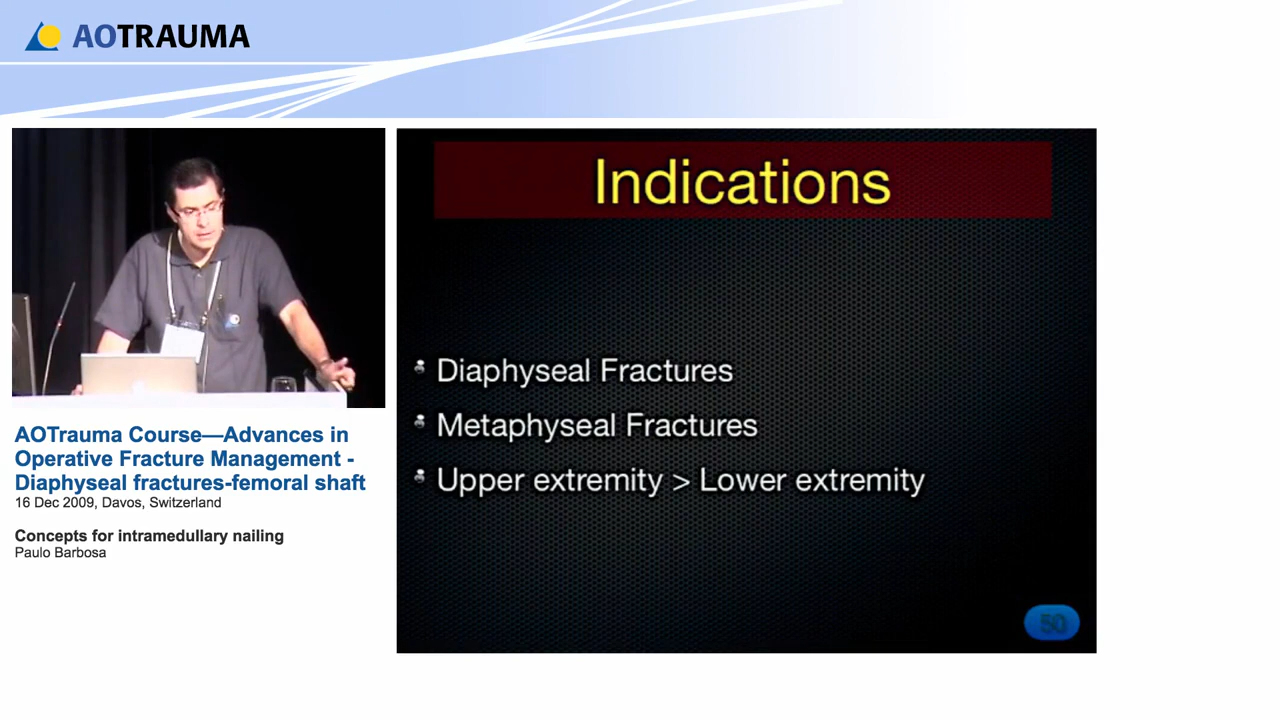 AOTRAUMA
Indications
Diaphyseal Fractures
Metaphyseal Fractures
Upper extremity > Lower extremity
50
AOTrauma Course—Advances in
Operative Fracture Management -
Diaphyseal fractures-femoral shaft
16 Dec 2009, Davos, Switzerland
Concepts for intramedullary nailing
Paulo Barbosa